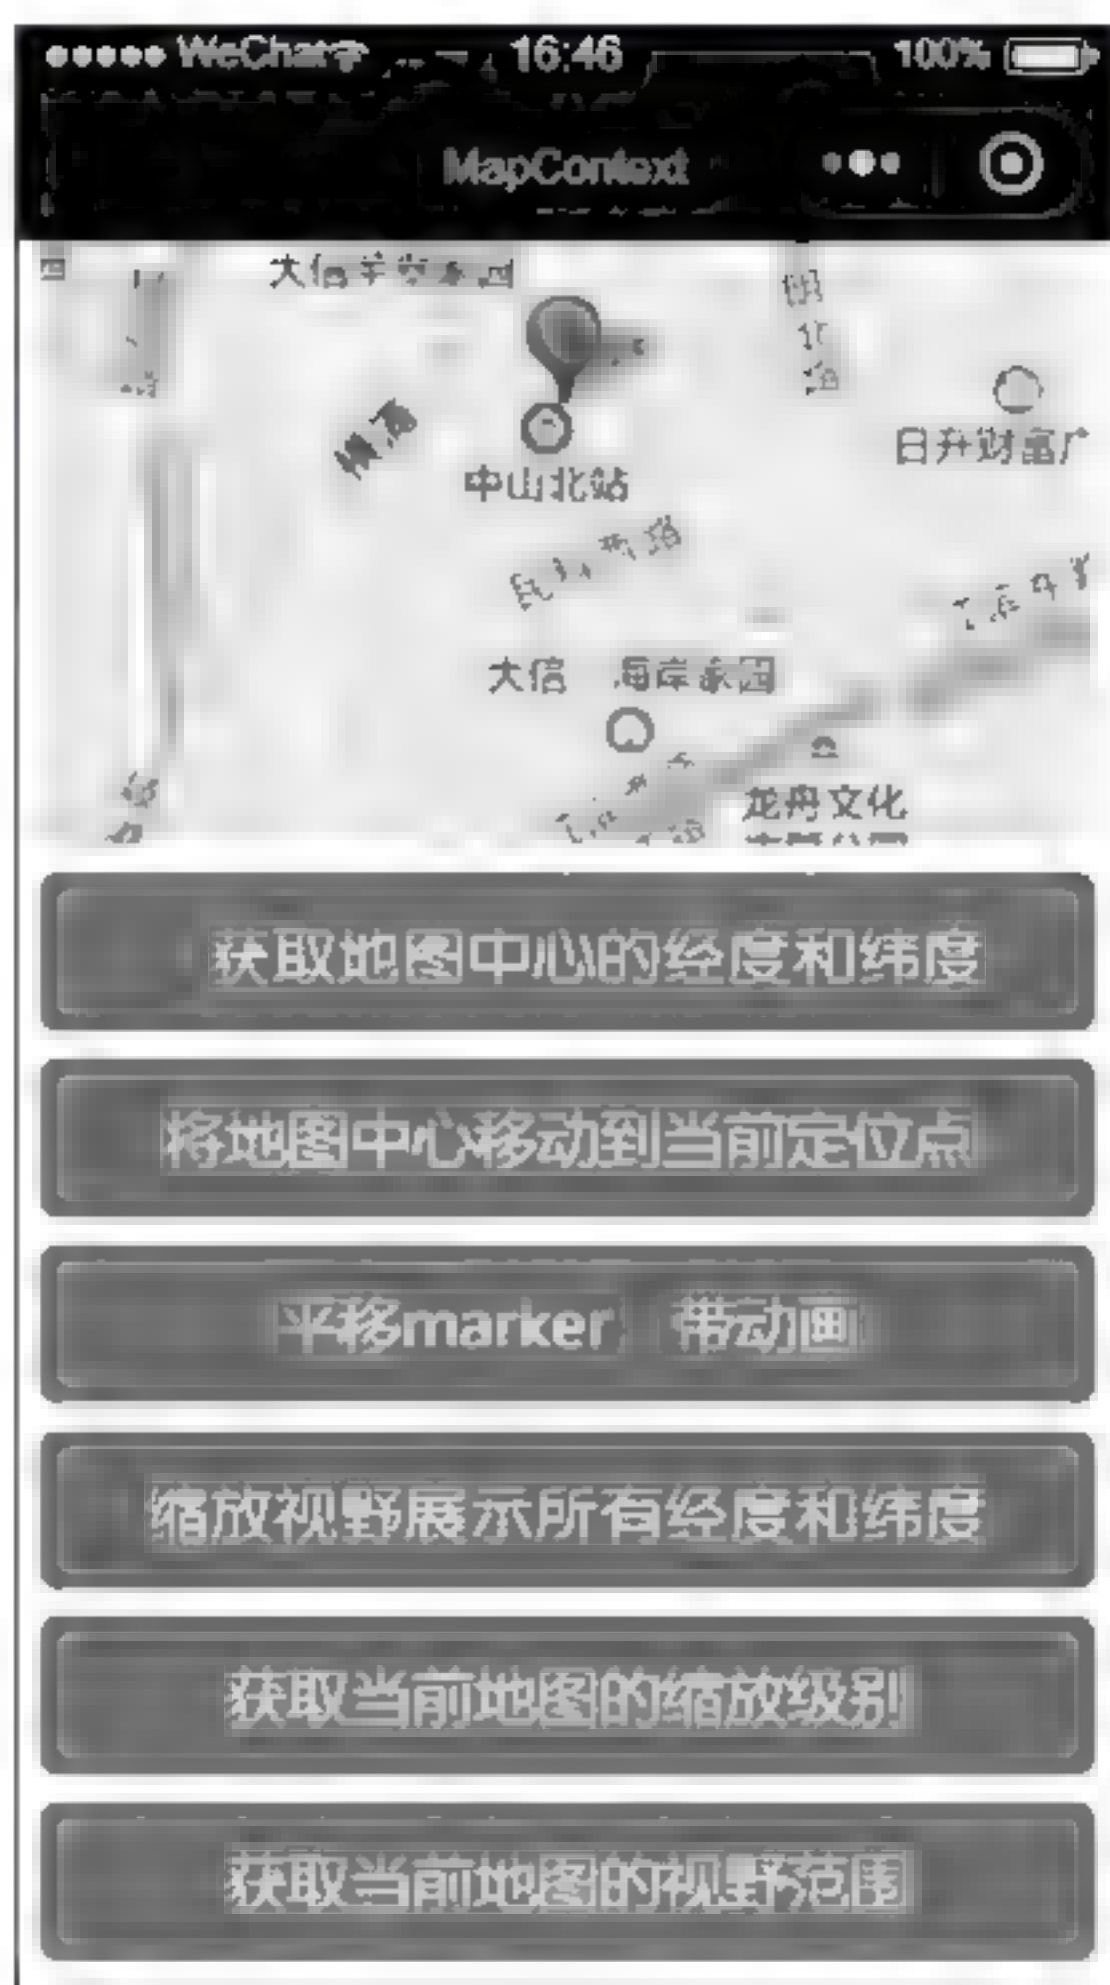 WeChat 16:46 100%
MapContext
中山北站
日升财富广
大信 海岸家园
龙舟文化
获取地图中心的经度和纬度
将地图中心移动到当前定位点
平移marker 带动画
缩放视野展示所有经度和纬度
获取当前地图的缩放级别
获取当前地图的视野范围